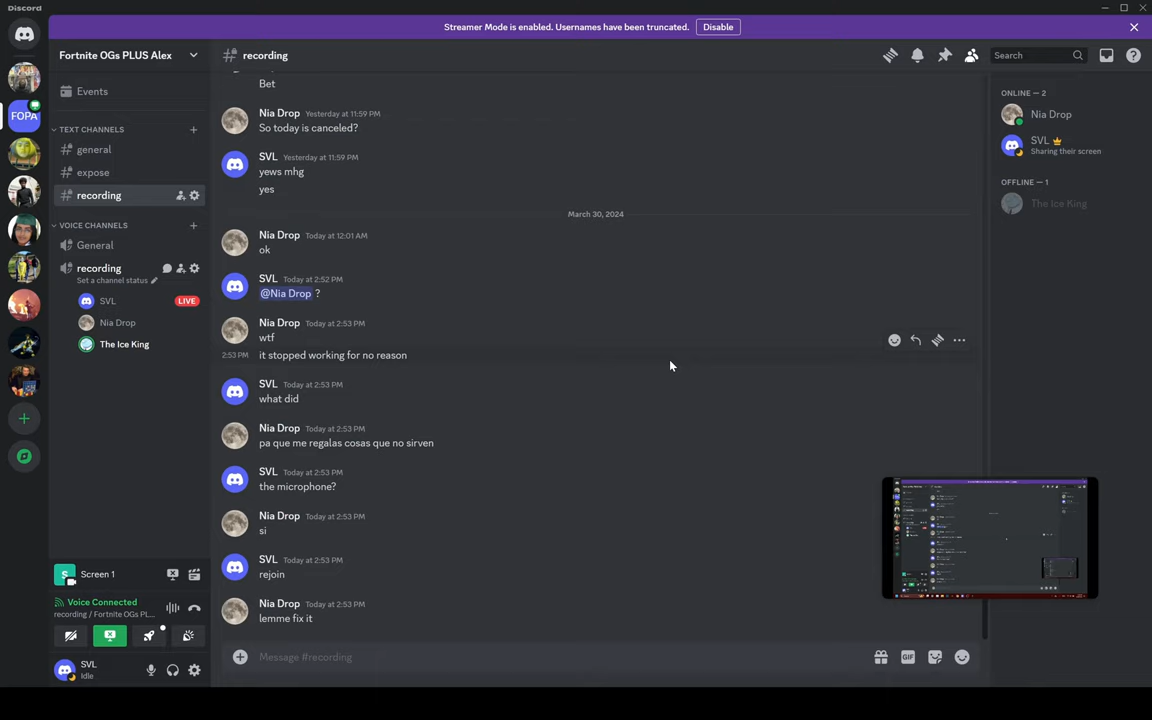 Discord
Streamer Mode is enabled. Usernames have been truncated. Disable
Fortnite OGs PLUS Alex
recording
Search
Events
TEXT CHANNELS
general
expose
recording
VOICE CHANNELS
General
recording
Set a channel status
SVL LIVE
Nia Drop
The Ice King
FOPA
Bet
Nia Drop Yesterday at 11:59 PM
So today is canceled?
SVL Yesterday at 11:59 PM
yews mhg
yes
March 30, 2024
Nia Drop Today at 12:01 AM
ok
SVL Today at 2:52 PM
@Nia Drop ?
Nia Drop Today at 2:53 PM
wtf
2:53 PM it stopped working for no reason
SVL Today at 2:53 PM
what did
Nia Drop Today at 2:53 PM
pa que me regalas cosas que no sirven
SVL Today at 2:53 PM
the microphone?
Nia Drop Today at 2:53 PM
si
SVL Today at 2:53 PM
rejoin
Nia Drop Today at 2:53 PM
lemme fix it
Message #recording
GIF
ONLINE — 2
Nia Drop
SVL
Sharing their screen
OFFLINE — 1
The Ice King
S Screen 1
Voice Connected
recording / Fortnite OGs PL...
SVL
Idle